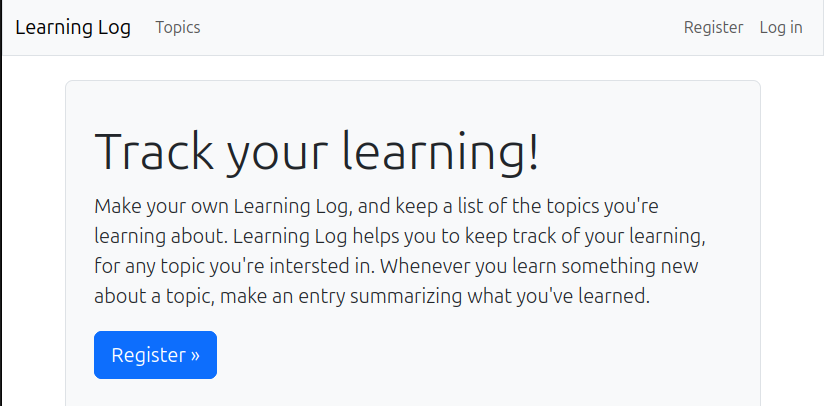 Learning Log Topics Register Log in
Track your learning!
Make your own Learning Log, and keep a list of the topics you're
learning about. Learning Log helps you to keep track of your learning,
for any topic you're intersted in. Whenever you learn something new
about a topic, make an entry summarizing what you've learned.
Register »